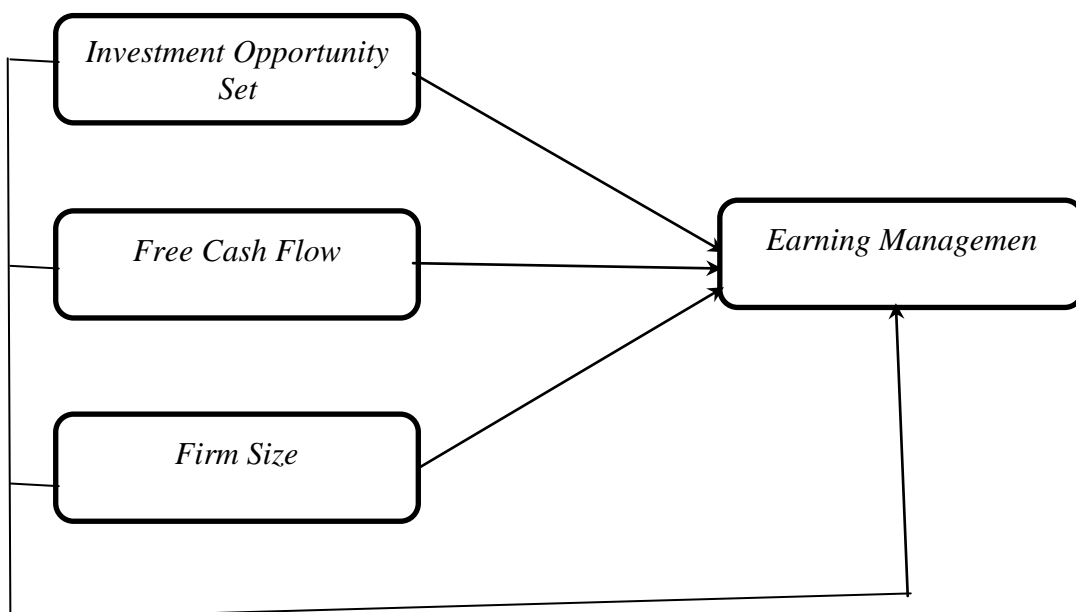 Investment Opportunity
Set
Free Cash Flow
Earning Managemen
Firm Size